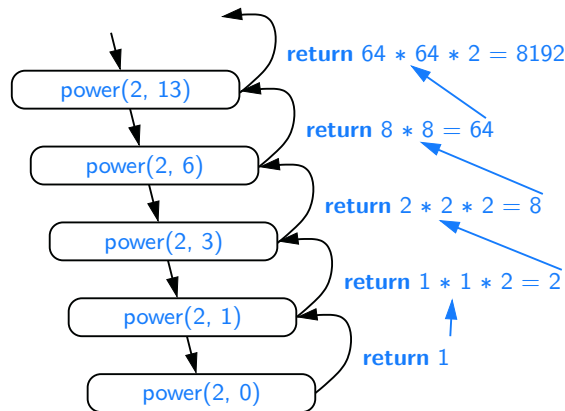 return 64 * 64 * 2 = 8192
power(2, 13)
return 8 * 8 = 64
power(2, 6)
return 2 * 2 * 2 = 8
power(2, 3)
return 1 * 1 * 2 = 2
power(2, 1)
return 1
power(2, 0)